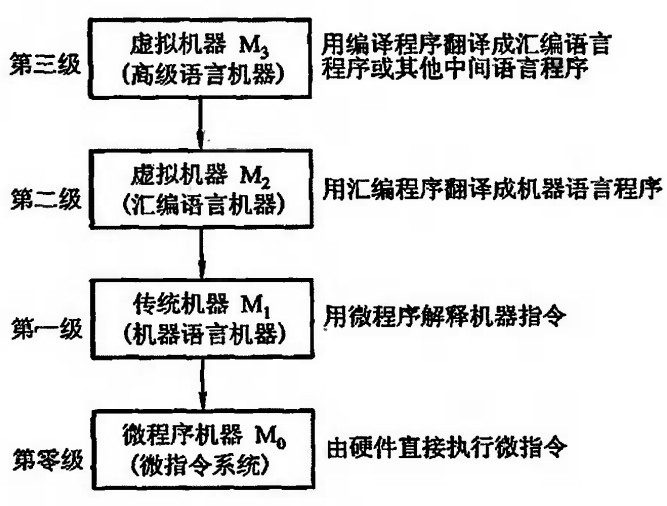 第三级
虚拟机器 M₃
(高级语言机器)
用编译程序翻译成汇编语言
程序或其他中间语言程序
第二级
虚拟机器 M₂
(汇编语言机器)
用汇编程序翻译成机器语言程序
第一级
传统机器 M₁
(机器语言机器)
用微程序解释机器指令
第零级
微程序机器 M₀
(微指令系统)
由硬件直接执行微指令